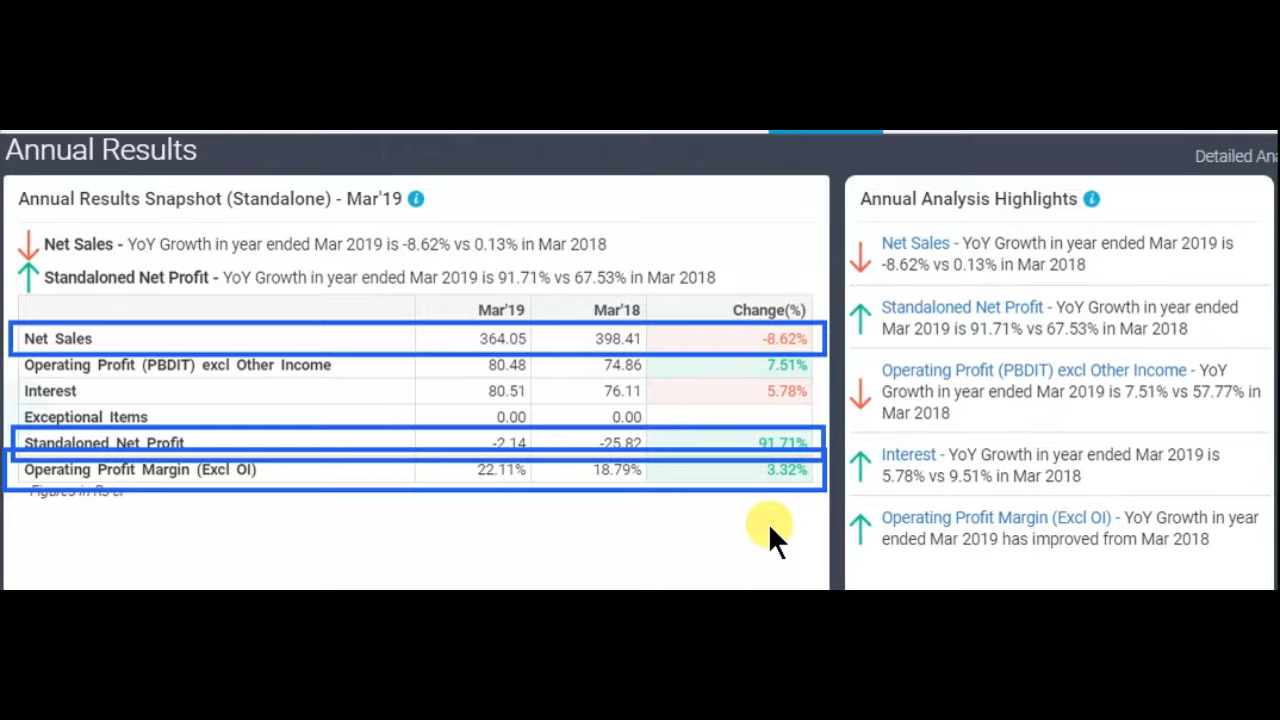 Annual Results
Detailed
Annual Results Snapshot (Standalone) - Mar'19
Net Sales - YoY Growth in year ended Mar 2019 is -8.62% vs 0.13% in Mar 2018
Standaloned Net Profit - YoY Growth in year ended Mar 2019 is 91.71% vs 67.53% in Mar 2018
Mar'19 Mar'18 Change(%)
Net Sales 364.05 398.41 -8.62%
Operating Profit (PBDIT) excl Other Income 80.48 74.86 7.51%
Interest 80.51 76.11 5.78%
Exceptional Items 0.00 0.00
Standaloned Net Profit -2.14 -25.82 91.71%
Operating Profit Margin (Excl OI) 22.11% 18.79% 3.32%
Figures in Rs cr
Annual Analysis Highlights
Net Sales - YoY Growth in year ended Mar 2019 is
-8.62% vs 0.13% in Mar 2018
Standaloned Net Profit - YoY Growth in year ended
Mar 2019 is 91.71% vs 67.53% in Mar 2018
Operating Profit (PBDIT) excl Other Income - YoY
Growth in year ended Mar 2019 is 7.51% vs 57.77% in
Mar 2018
Interest - YoY Growth in year ended Mar 2019 is
5.78% vs 9.51% in Mar 2018
Operating Profit Margin (Excl OI) - YoY Growth in year
ended Mar 2019 has improved from Mar 2018